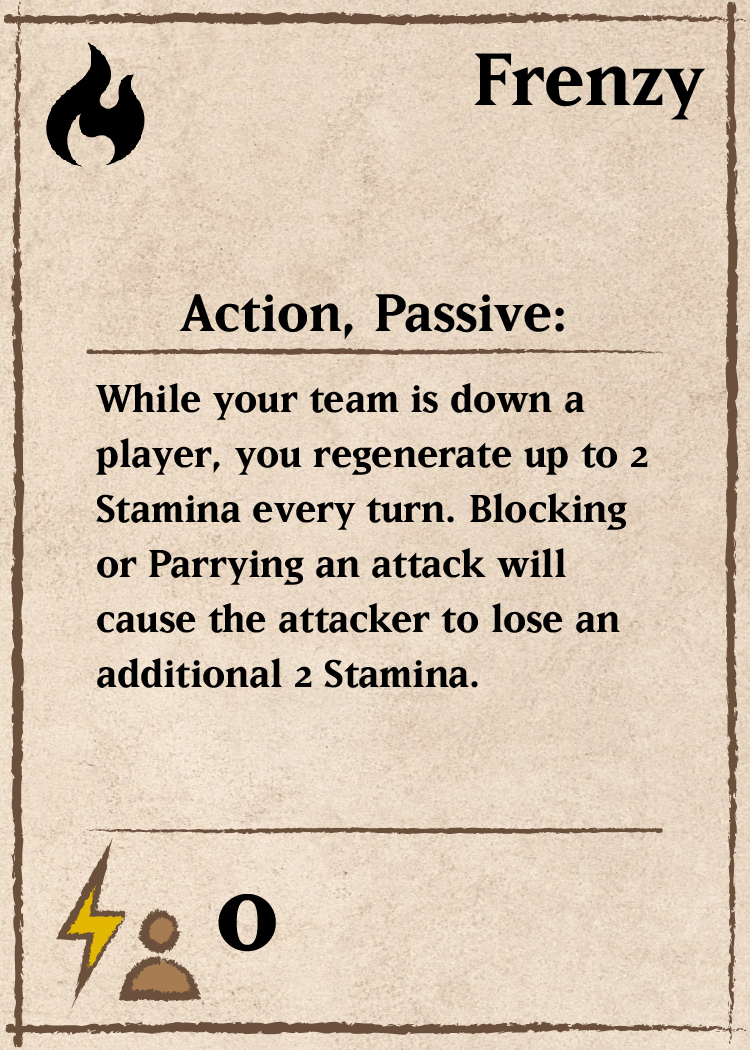 Frenzy
Action, Passive:
While your team is down a
player, you regenerate up to 2
Stamina every turn. Blocking
or Parrying an attack will
cause the attacker to lose an
additional 2 Stamina.
0